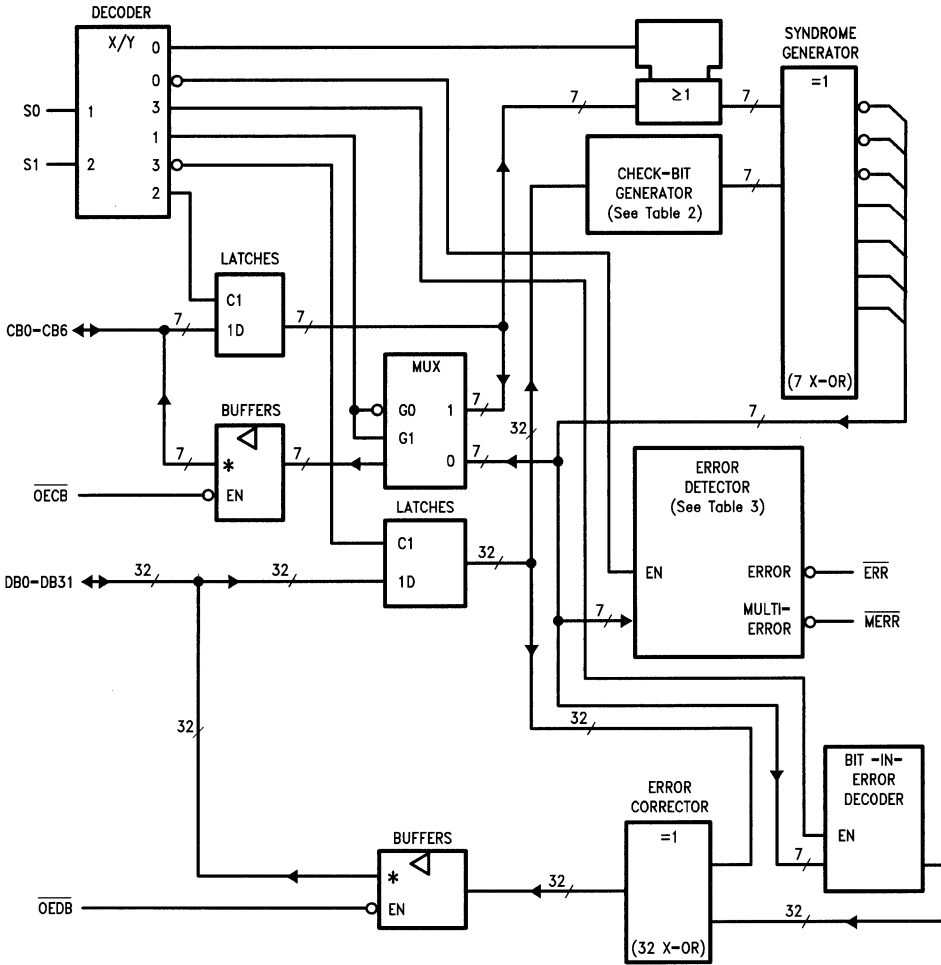 DECODER
X/Y
0
0
3
1
3
2
S0
1
S1
2
≥1
7
7
SYNDROME
GENERATOR
=1
(7 X-OR)
CHECK-BIT
GENERATOR
(See Table 2)
7
LATCHES
C1
1D
CB0-CB6
7
7
MUX
G0
G1
1
0
7
7
7
32
BUFFERS
*
EN
7
7
OECB
LATCHES
C1
1D
32
DB0-DB31
32
32
ERROR
DETECTOR
(See Table 3)
EN
ERROR
MULTI-
ERROR
ERR
MERR
7
32
32
BIT -IN-
ERROR
DECODER
EN
7
ERROR
CORRECTOR
=1
(32 X-OR)
32
32
BUFFERS
*
EN
OEDB